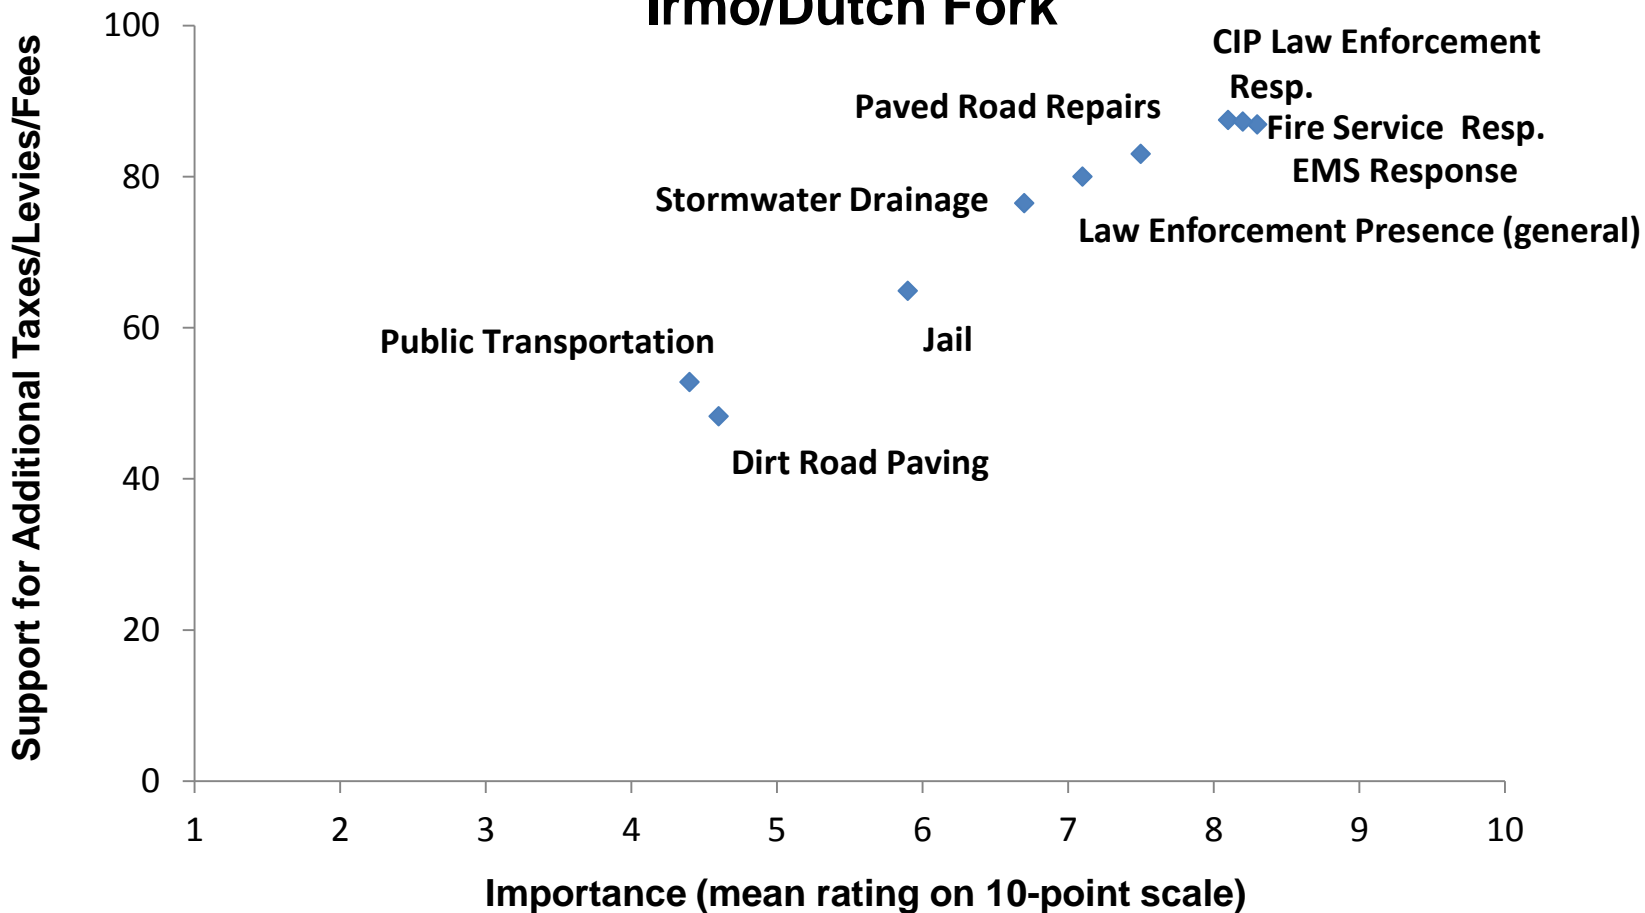 Irmo/Dutch Fork
Support for Additional Taxes/Levies/Fees
100
80
60
40
20
0
CIP Law Enforcement
Resp.
Paved Road Repairs
Fire Service  Resp.
EMS Response
Stormwater Drainage
Law Enforcement Presence (general)
Public Transportation
Jail
Dirt Road Paving
1 2 3 4 5 6 7 8 9 10
Importance (mean rating on 10-point scale)